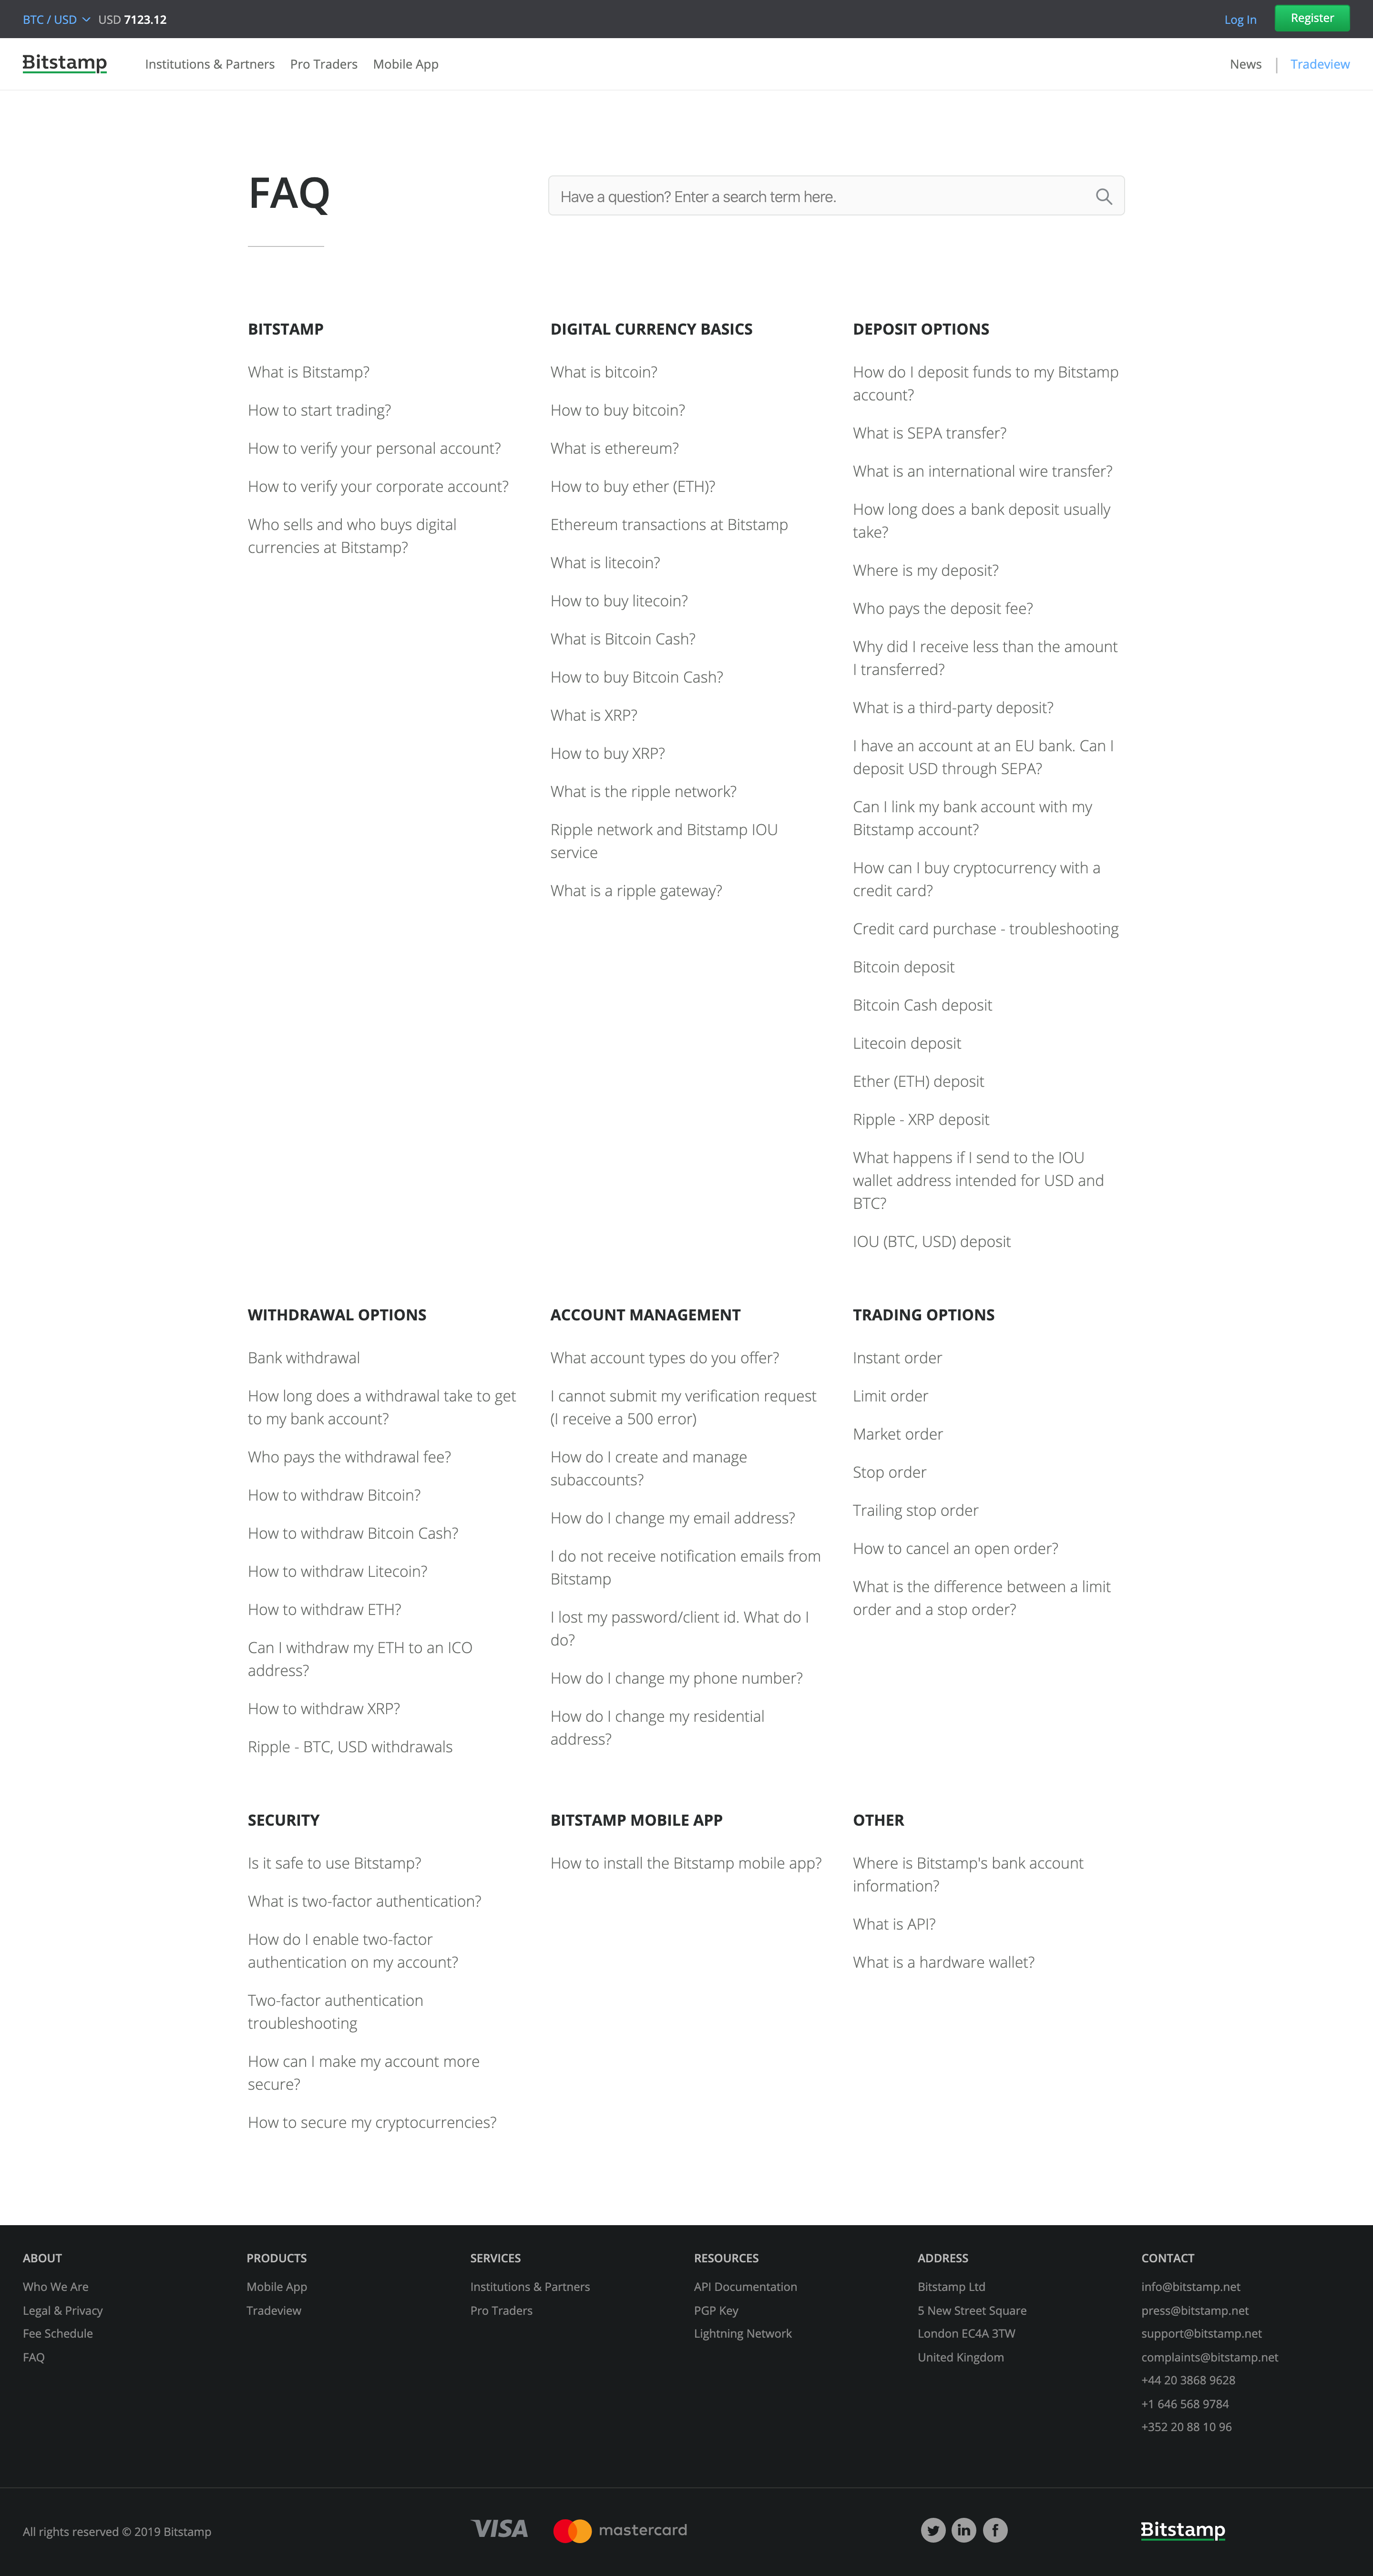 BTC / USD USD 7123.12
Log In
Register
Bitstamp
Institutions & Partners
Pro Traders
Mobile App
News
|
Tradeview
FAQ
Have a question? Enter a search term here.
BITSTAMP
What is Bitstamp?
How to start trading?
How to verify your personal account?
How to verify your corporate account?
Who sells and who buys digital
currencies at Bitstamp?
DIGITAL CURRENCY BASICS
What is bitcoin?
How to buy bitcoin?
What is ethereum?
How to buy ether (ETH)?
Ethereum transactions at Bitstamp
What is litecoin?
How to buy litecoin?
What is Bitcoin Cash?
How to buy Bitcoin Cash?
What is XRP?
How to buy XRP?
What is the ripple network?
Ripple network and Bitstamp IOU
service
What is a ripple gateway?
DEPOSIT OPTIONS
How do I deposit funds to my Bitstamp
account?
What is SEPA transfer?
What is an international wire transfer?
How long does a bank deposit usually
take?
Where is my deposit?
Who pays the deposit fee?
Why did I receive less than the amount
I transferred?
What is a third-party deposit?
I have an account at an EU bank. Can I
deposit USD through SEPA?
Can I link my bank account with my
Bitstamp account?
How can I buy cryptocurrency with a
credit card?
Credit card purchase - troubleshooting
Bitcoin deposit
Bitcoin Cash deposit
Litecoin deposit
Ether (ETH) deposit
Ripple - XRP deposit
What happens if I send to the IOU
wallet address intended for USD and
BTC?
IOU (BTC, USD) deposit
WITHDRAWAL OPTIONS
Bank withdrawal
How long does a withdrawal take to get
to my bank account?
Who pays the withdrawal fee?
How to withdraw Bitcoin?
How to withdraw Bitcoin Cash?
How to withdraw Litecoin?
How to withdraw ETH?
Can I withdraw my ETH to an ICO
address?
How to withdraw XRP?
Ripple - BTC, USD withdrawals
ACCOUNT MANAGEMENT
What account types do you offer?
I cannot submit my verification request
(I receive a 500 error)
How do I create and manage
subaccounts?
How do I change my email address?
I do not receive notification emails from
Bitstamp
I lost my password/client id. What do I
do?
How do I change my phone number?
How do I change my residential
address?
TRADING OPTIONS
Instant order
Limit order
Market order
Stop order
Trailing stop order
How to cancel an open order?
What is the difference between a limit
order and a stop order?
SECURITY
Is it safe to use Bitstamp?
What is two-factor authentication?
How do I enable two-factor
authentication on my account?
Two-factor authentication
troubleshooting
How can I make my account more
secure?
How to secure my cryptocurrencies?
BITSTAMP MOBILE APP
How to install the Bitstamp mobile app?
OTHER
Where is Bitstamp's bank account
information?
What is API?
What is a hardware wallet?
ABOUT
Who We Are
Legal & Privacy
Fee Schedule
FAQ
PRODUCTS
Mobile App
Tradeview
SERVICES
Institutions & Partners
Pro Traders
RESOURCES
API Documentation
PGP Key
Lightning Network
ADDRESS
Bitstamp Ltd
5 New Street Square
London EC4A 3TW
United Kingdom
CONTACT
info@bitstamp.net
press@bitstamp.net
support@bitstamp.net
complaints@bitstamp.net
+44 20 3868 9628
+1 646 568 9784
+352 20 88 10 96
All rights reserved © 2019 Bitstamp
VISA
mastercard
in
f
Bitstamp